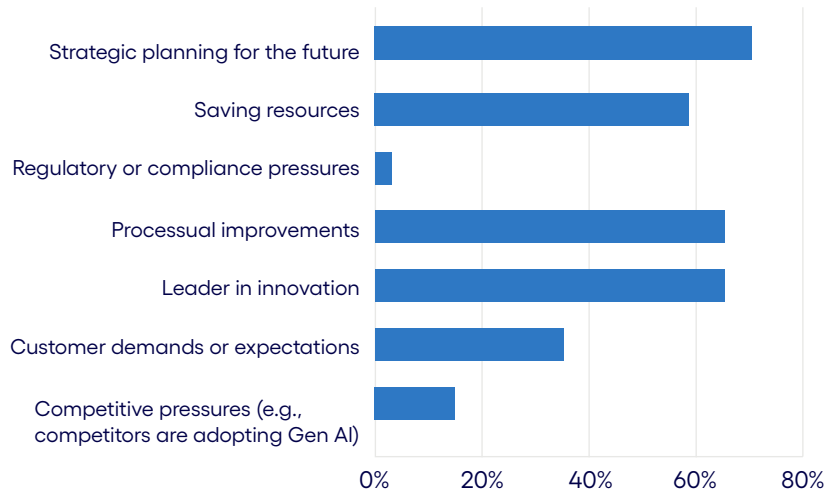 Strategic planning for the future
Saving resources
Regulatory or compliance pressures
Processual improvements
Leader in innovation
Customer demands or expectations
Competitive pressures (e.g.,
competitors are adopting Gen AI)
0% 20% 40% 60% 80%